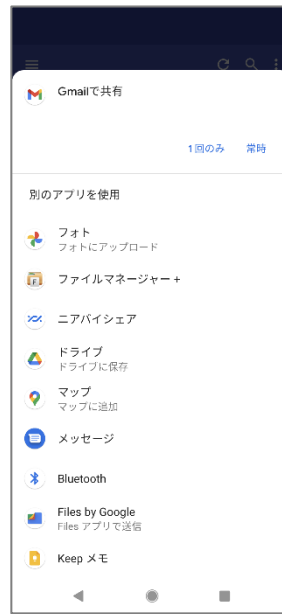 Gmailで共有
1回のみ 常時
別のアプリを使用
フォト
フォトにアップロード
ファイルマネージャー +
ニアバイシェア
ドライブ
ドライブに保存
マップ
マップに追加
メッセージ
Bluetooth
Files by Google
Files アプリで送信
Keep メモ